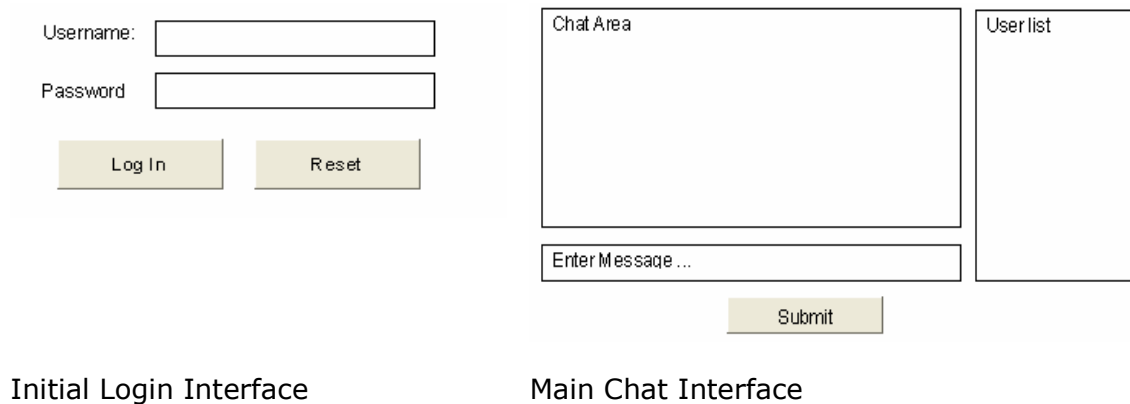 Username:
Password
Log In
Reset
Chat Area
Enter Message ...
Submit
User list
Initial Login Interface
Main Chat Interface